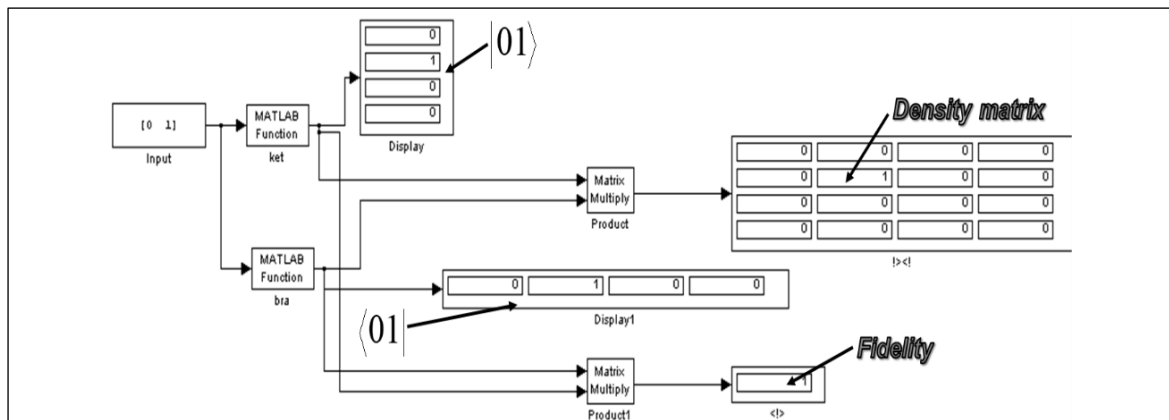 0
1
0
0
|01⟩
Display
[0 1]
Input
MATLAB
Function
ket
Density matrix
Matrix
Multiply
Product
0 0 0 0
0 1 0 0
0 0 0 0
0 0 0 0
!><!
MATLAB
Function
bra
0 1 0 0
Display1
⟨01|
Fidelity
Matrix
Multiply
Product1
1
<!>